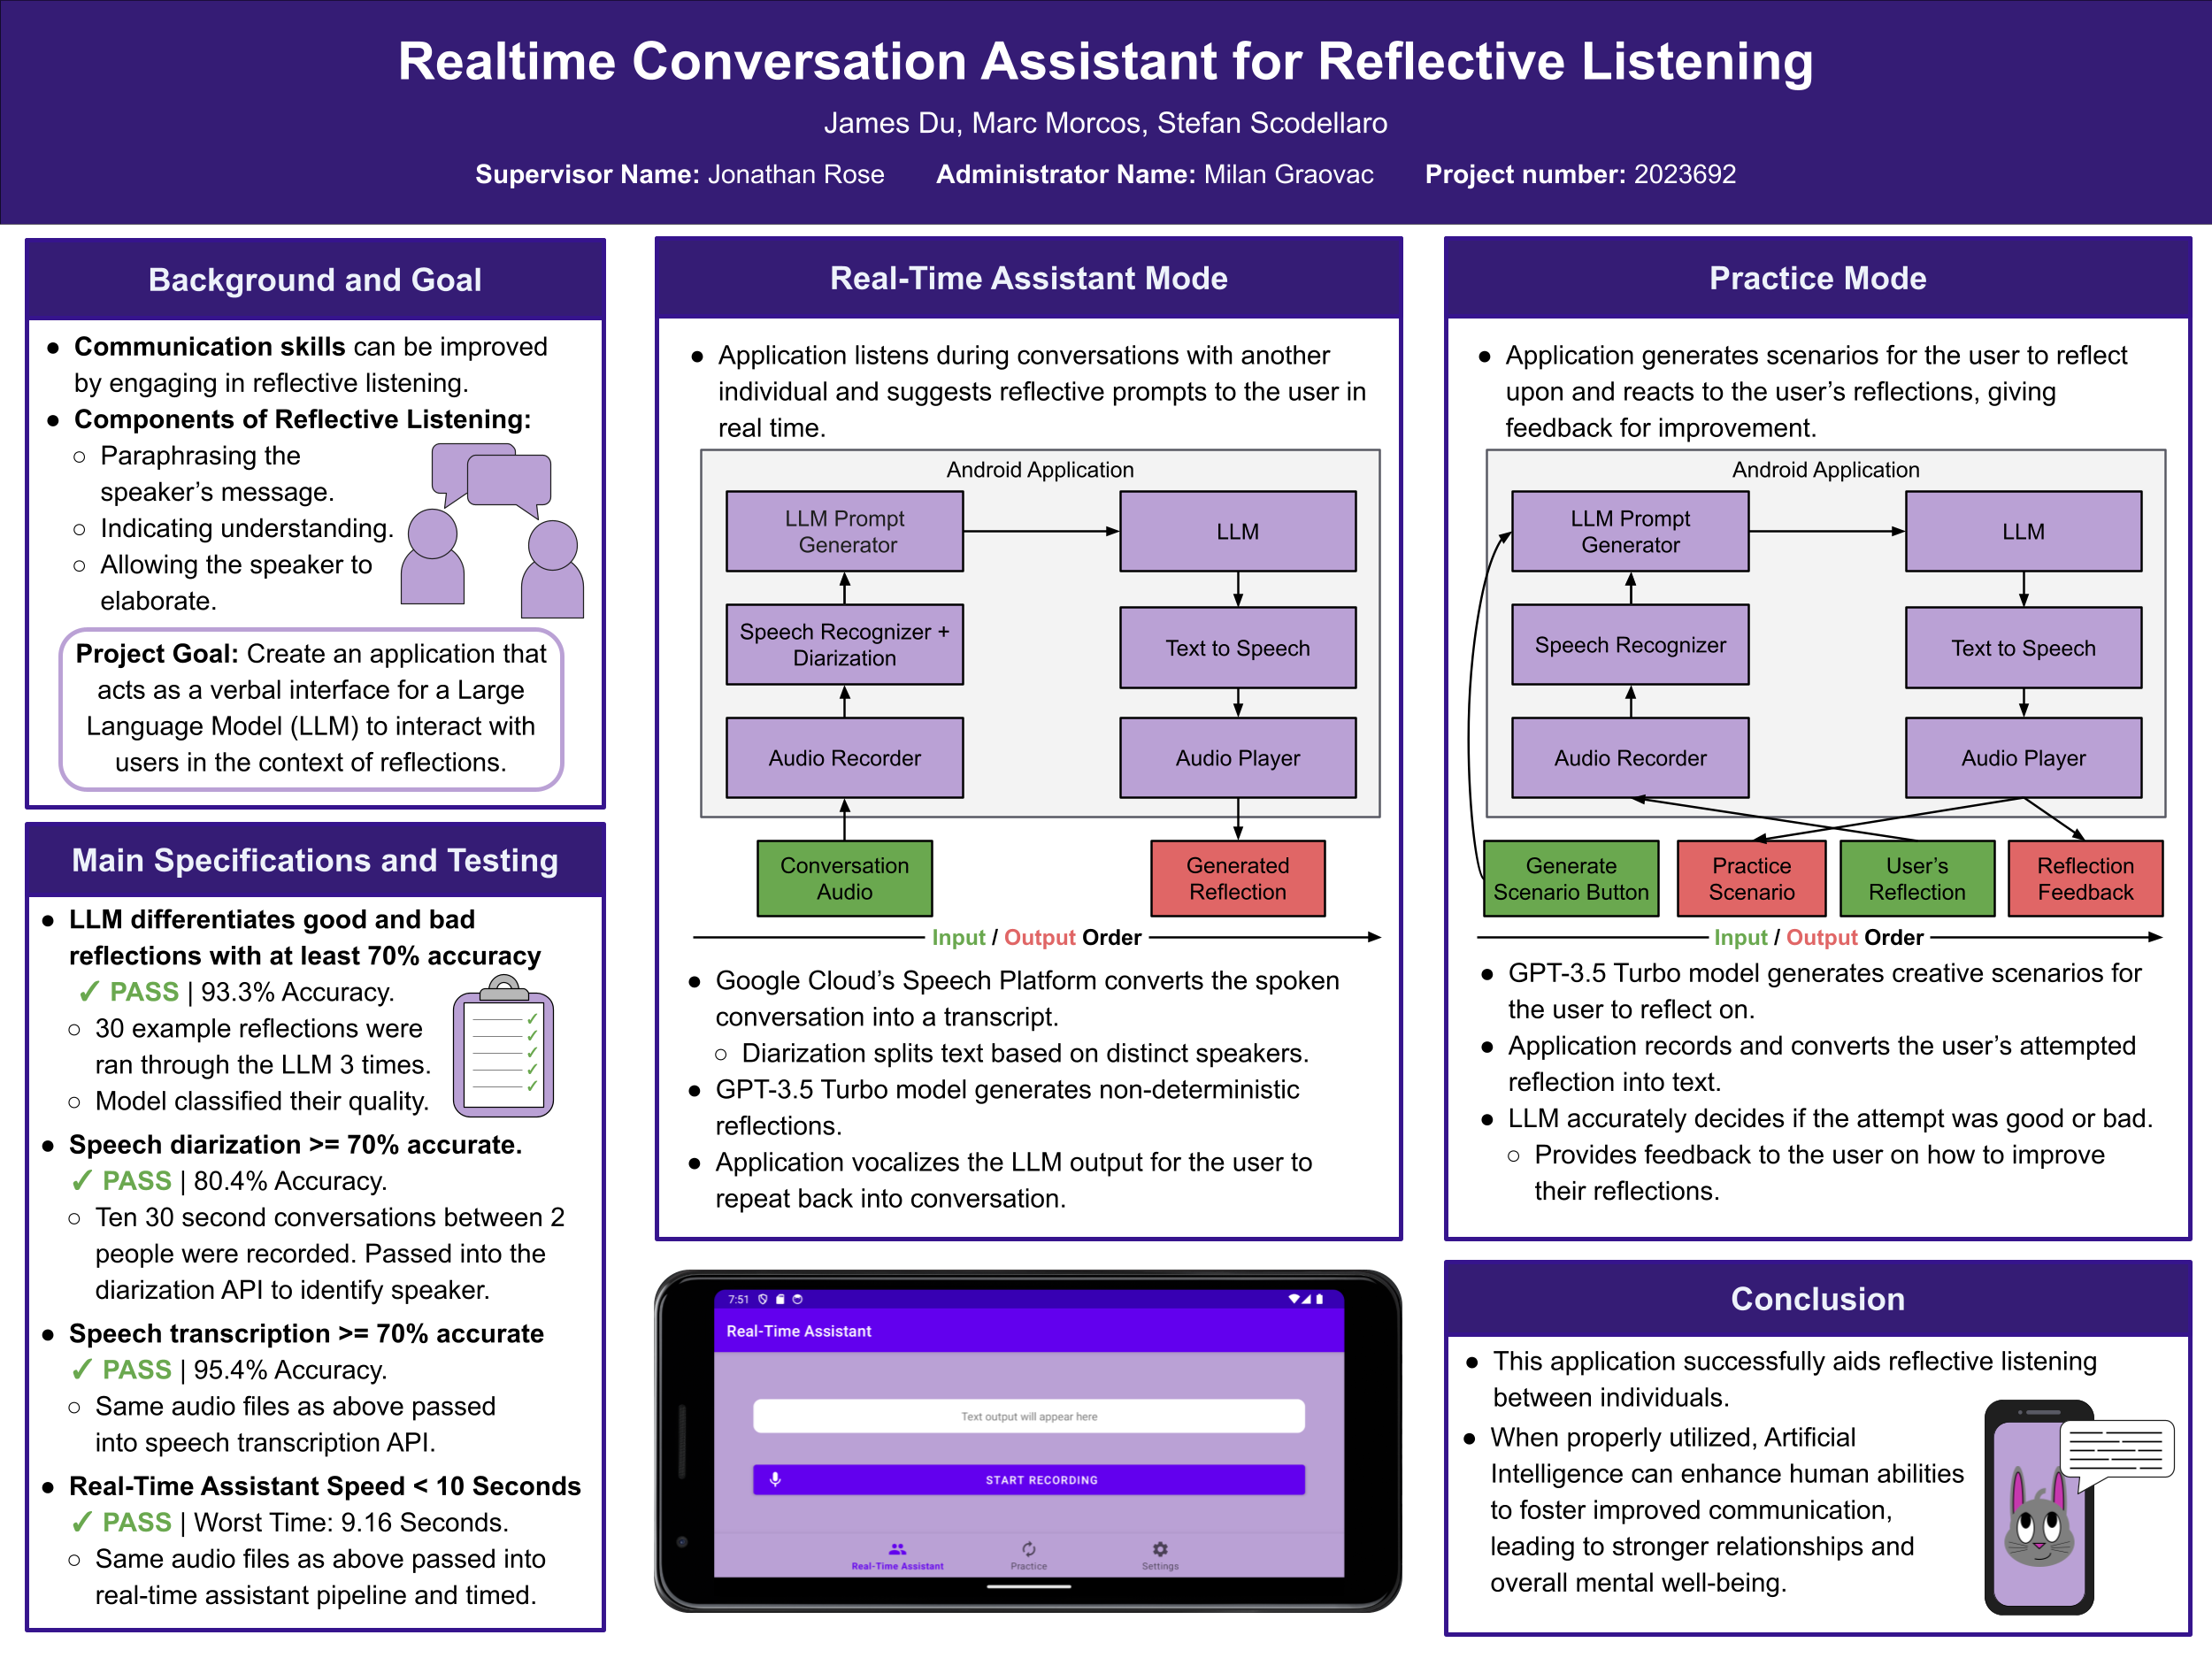 Realtime Conversation Assistant for Reflective Listening
James Du, Marc Morcos, Stefan Scodellaro
Supervisor Name: Jonathan Rose Administrator Name: Milan Graovac Project number: 2023692
Background and Goal
● Communication skills can be improved
by engaging in reflective listening.
● Components of Reflective Listening:
○ Paraphrasing the
speaker's message.
○ Indicating understanding.
○ Allowing the speaker to
elaborate.
Project Goal: Create an application that
acts as a verbal interface for a Large
Language Model (LLM) to interact with
users in the context of reflections.
Main Specifications and Testing
● LLM differentiates good and bad
reflections with at least 70% accuracy
✓ PASS | 93.3% Accuracy.
○ 30 example reflections were
ran through the LLM 3 times.
○ Model classified their quality.
● Speech diarization >= 70% accurate.
✓ PASS | 80.4% Accuracy.
○ Ten 30 second conversations between 2
people were recorded. Passed into the
diarization API to identify speaker.
● Speech transcription >= 70% accurate
✓ PASS | 95.4% Accuracy.
○ Same audio files as above passed
into speech transcription API.
● Real-Time Assistant Speed < 10 Seconds
✓ PASS | Worst Time: 9.16 Seconds.
○ Same audio files as above passed into
real-time assistant pipeline and timed.
Real-Time Assistant Mode
● Application listens during conversations with another
individual and suggests reflective prompts to the user in
real time.
Android Application
LLM Prompt
Generator
LLM
Speech Recognizer +
Diarization
Text to Speech
Audio Recorder
Audio Player
Conversation
Audio
Generated
Reflection
Input / Output Order
● Google Cloud's Speech Platform converts the spoken
conversation into a transcript.
○ Diarization splits text based on distinct speakers.
● GPT-3.5 Turbo model generates non-deterministic
reflections.
● Application vocalizes the LLM output for the user to
repeat back into conversation.
7:51
Real-Time Assistant
Text output will appear here
START RECORDING
Real-Time Assistant
Practice
Settings
Practice Mode
● Application generates scenarios for the user to reflect
upon and reacts to the user's reflections, giving
feedback for improvement.
Android Application
LLM Prompt
Generator
LLM
Speech Recognizer
Text to Speech
Audio Recorder
Audio Player
Generate
Scenario Button
Practice
Scenario
User's
Reflection
Reflection
Feedback
Input / Output Order
● GPT-3.5 Turbo model generates creative scenarios for
the user to reflect on.
● Application records and converts the user's attempted
reflection into text.
● LLM accurately decides if the attempt was good or bad.
○ Provides feedback to the user on how to improve
their reflections.
Conclusion
● This application successfully aids reflective listening
between individuals.
● When properly utilized, Artificial
Intelligence can enhance human abilities
to foster improved communication,
leading to stronger relationships and
overall mental well-being.